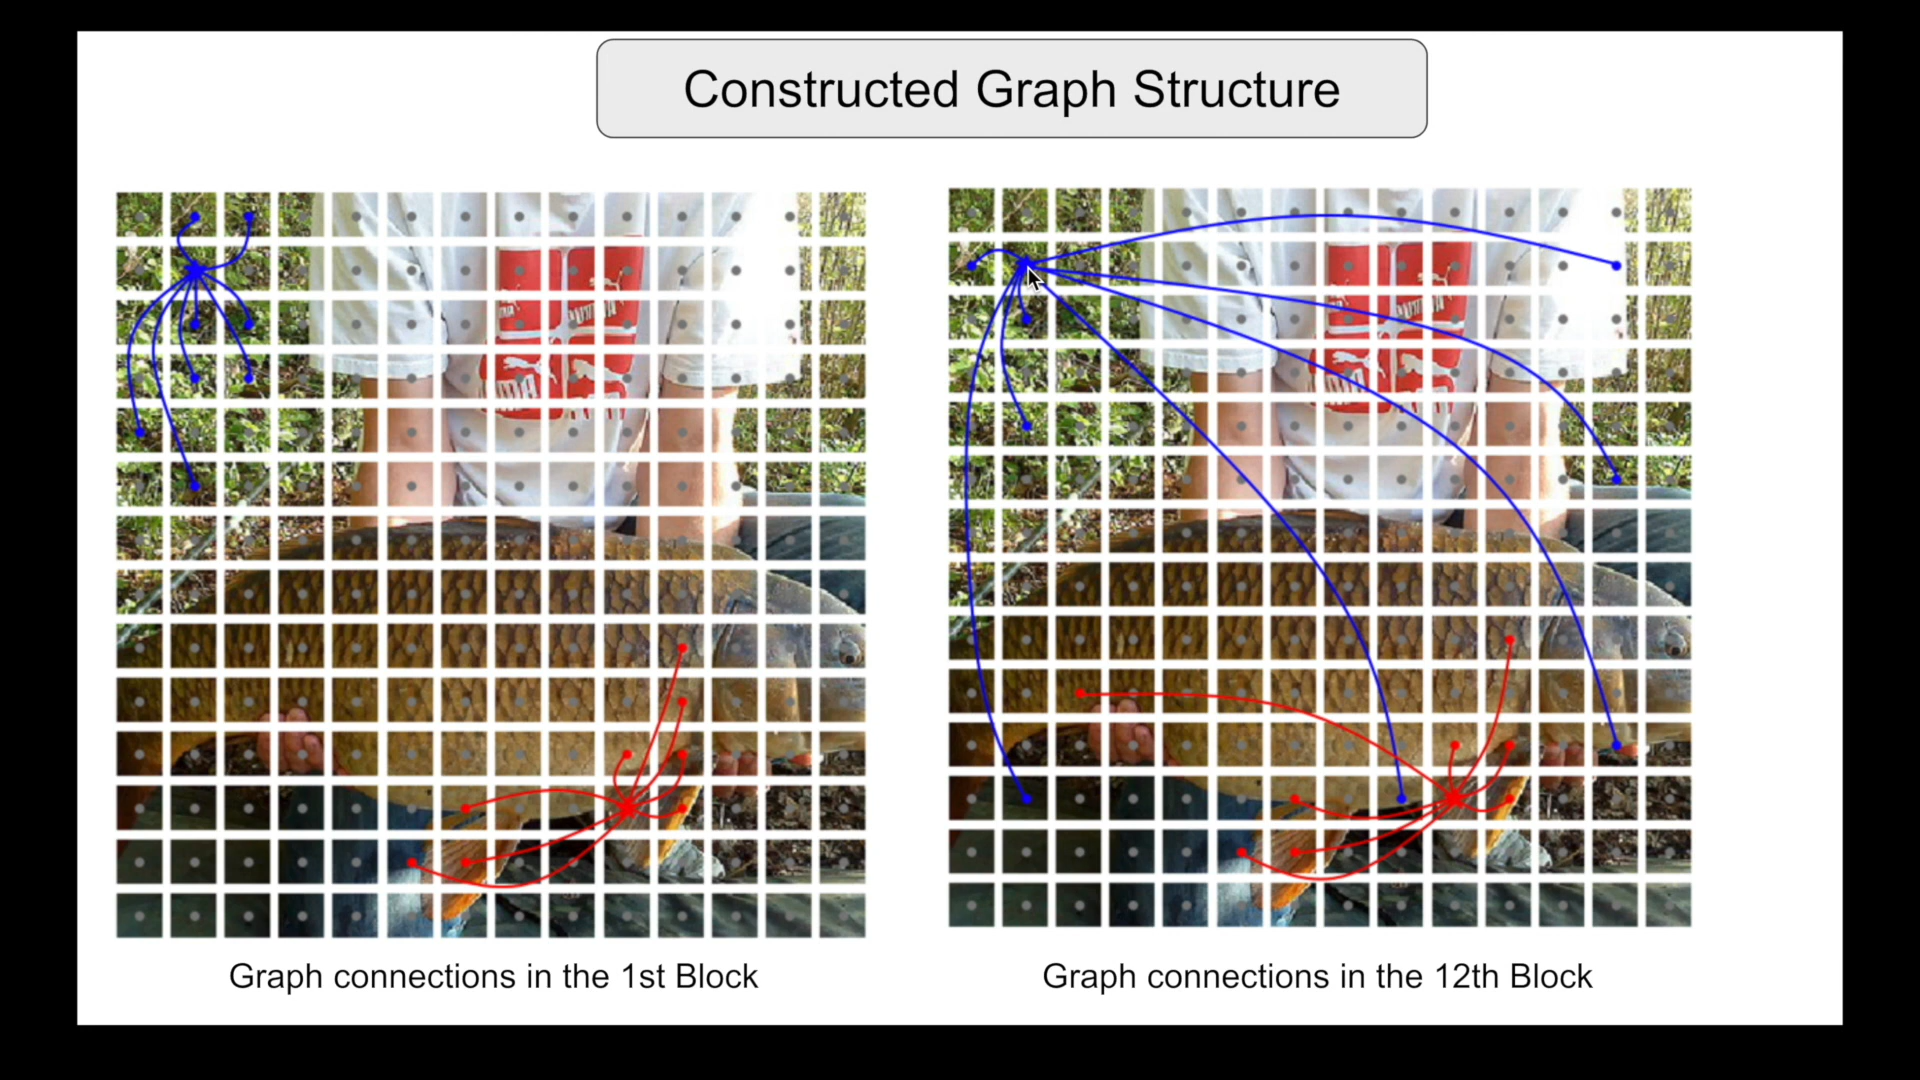 Constructed Graph Structure
Graph connections in the 1st Block
Graph connections in the 12th Block